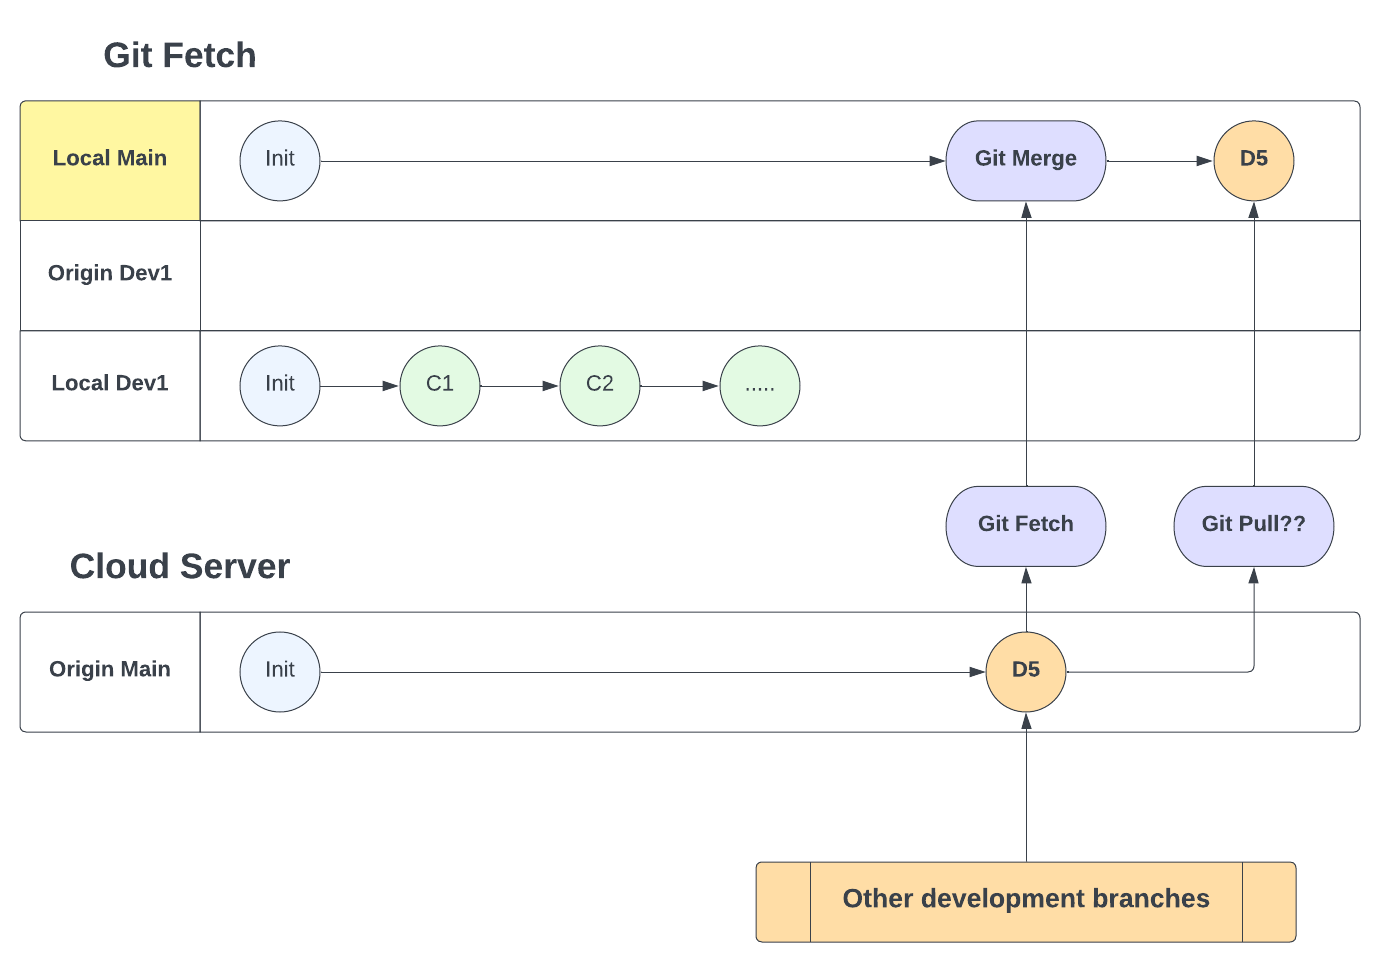 Git Fetch
Local Main
Init
Git Merge
D5
Origin Dev1
Local Dev1
Init
C1
C2
.....
Git Fetch
Git Pull??
Cloud Server
Origin Main
Init
D5
Other development branches